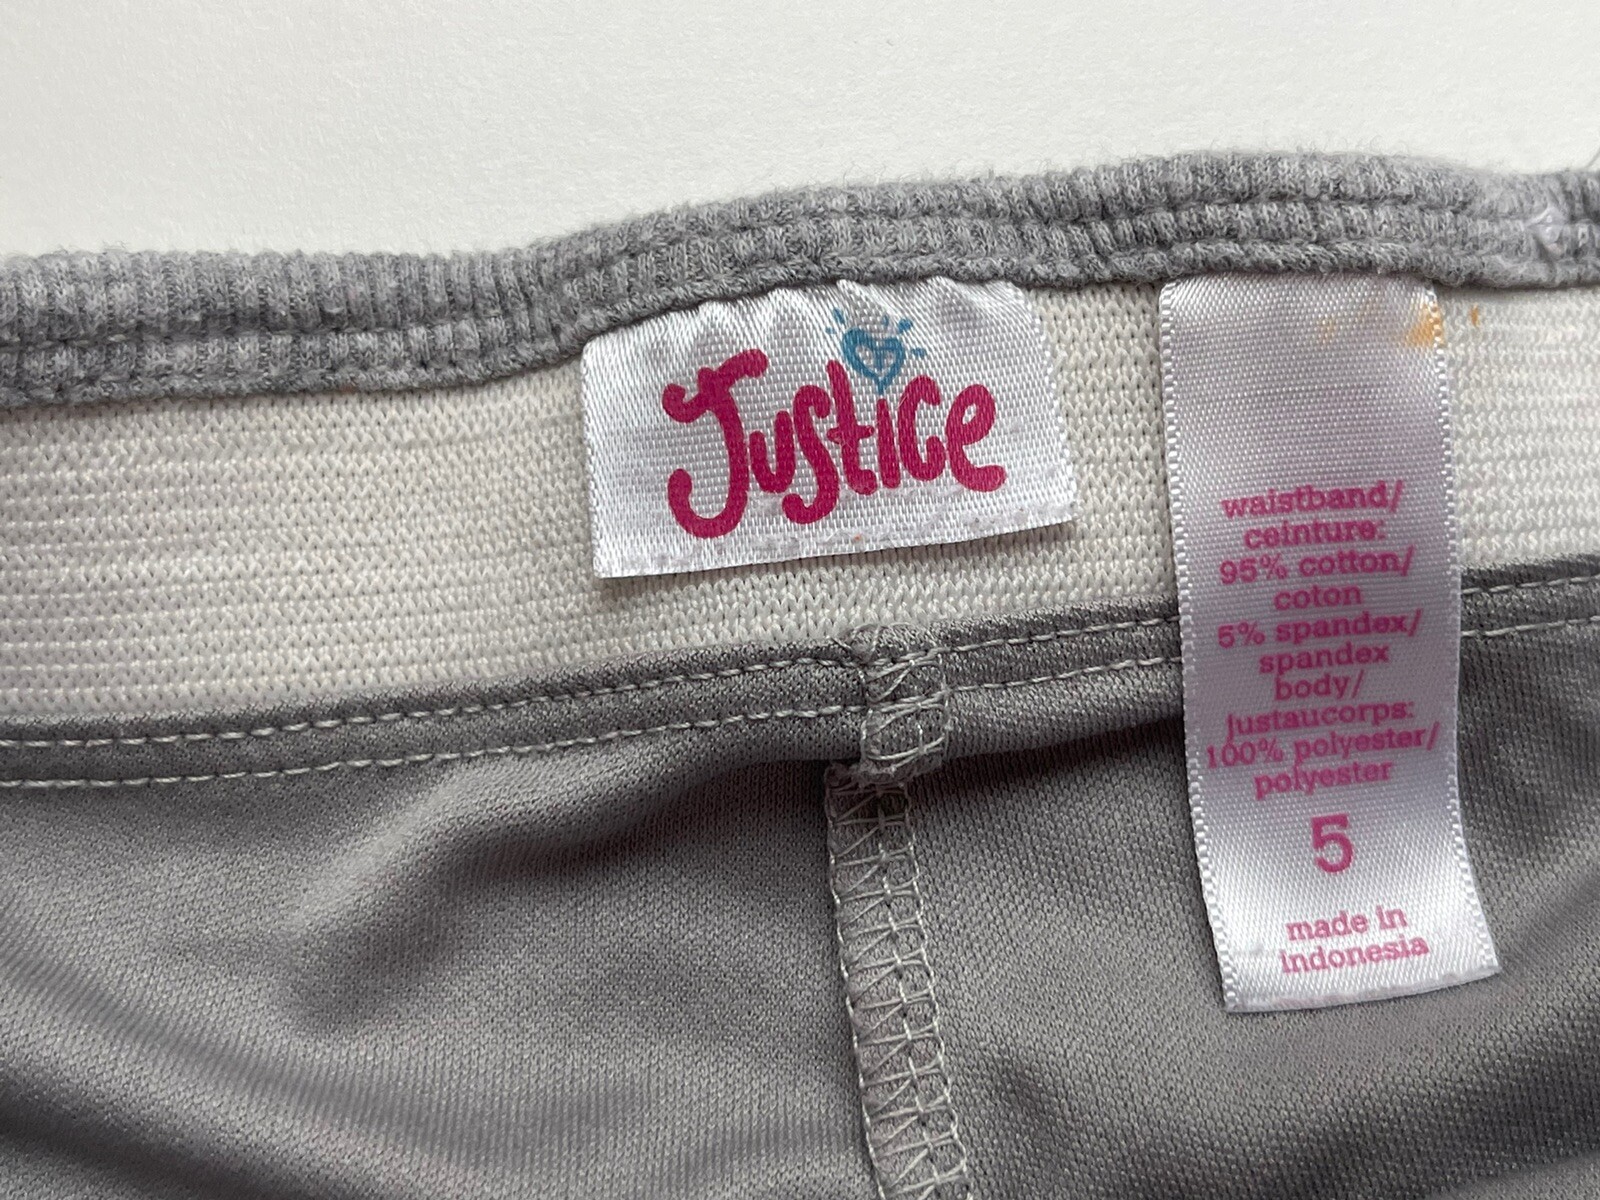 Justice
waistband/
ceinture:
95% cotton/
coton
5% spandex/
spandex
body/
justaucorps:
100% polyester/
polyester
5
made in
indonesia